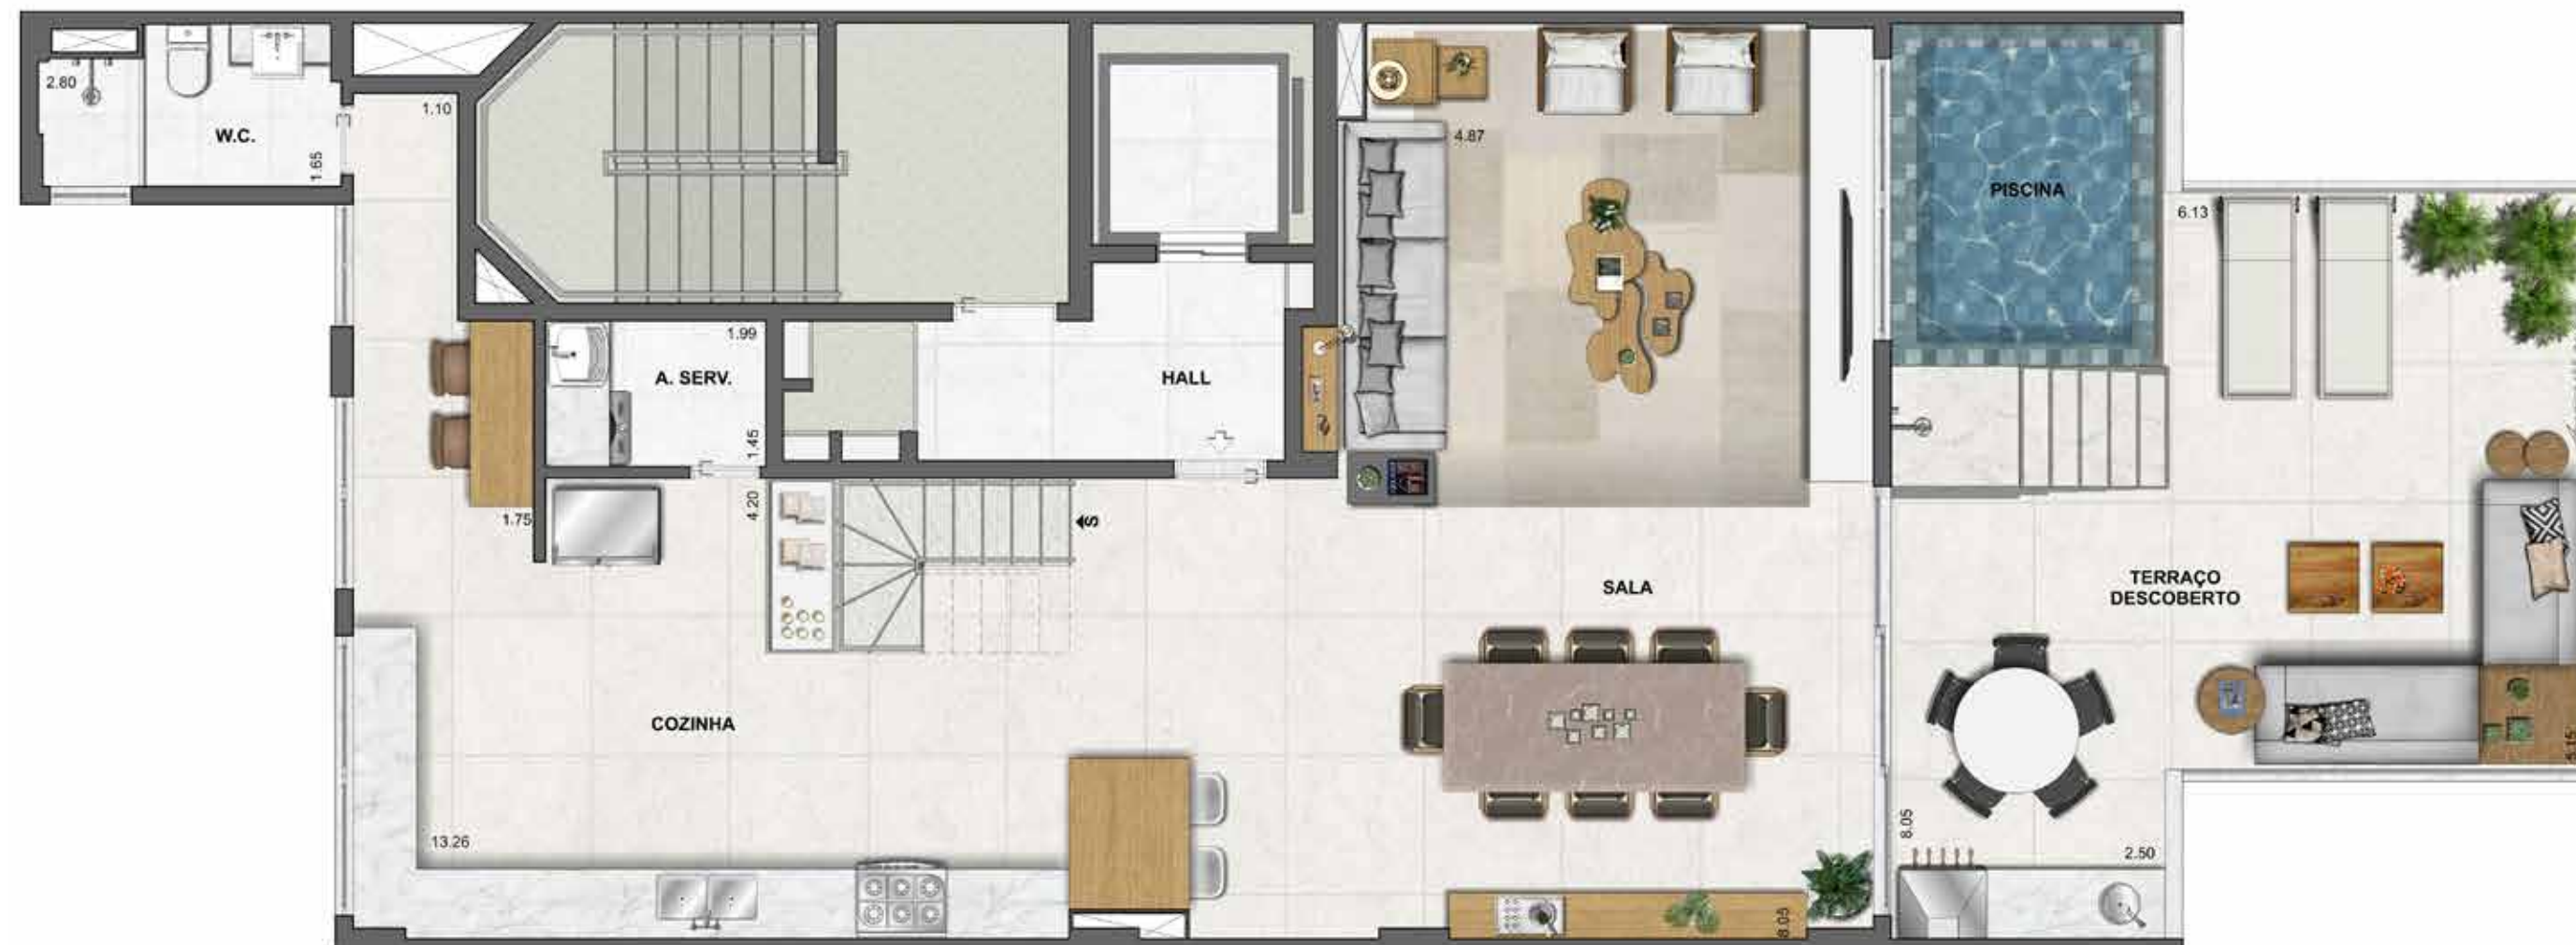 2.80
W.C.
1.65
1.10
4.87
PISCINA
6.13
1.99
A. SERV.
1.45
HALL
1.75
4.20
S
SALA
TERRAÇO
DESCOBERTO
COZINHA
13.26
8.05
8.05
2.50
5.15